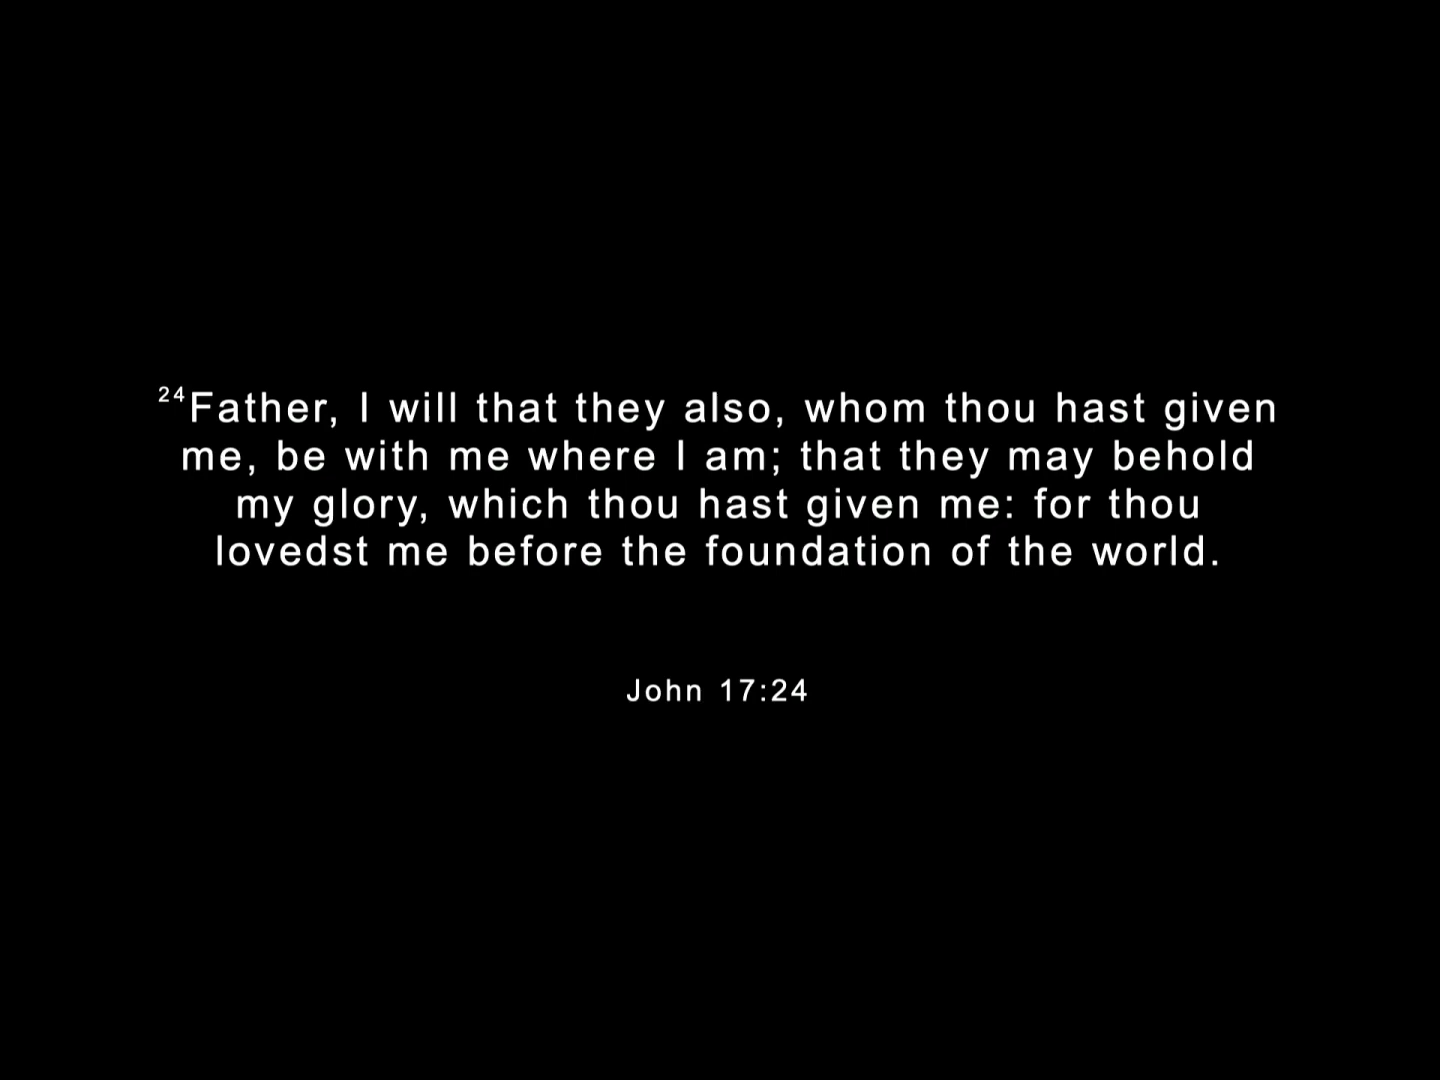 24Father, I will that they also, whom thou hast given
me, be with me where I am; that they may behold
my glory, which thou hast given me: for thou
lovedst me before the foundation of the world.
John 17:24